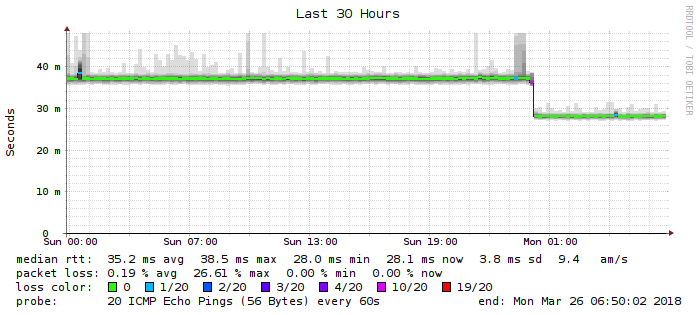 Last 30 Hours
RRDTOOL / TOBI OETIKER
Seconds
40 m
30 m
20 m
10 m
0
Sun 00:00 Sun 07:00 Sun 13:00 Sun 19:00 Mon 01:00
median rtt: 35.2 ms avg 38.5 ms max 28.0 ms min 28.1 ms now 3.8 ms sd 9.4 am/s
packet loss: 0.19 % avg 26.61 % max 0.00 % min 0.00 % now
loss color: 0 1/20 2/20 3/20 4/20 10/20 19/20
probe: 20 ICMP Echo Pings (56 Bytes) every 60s end: Mon Mar 26 06:50:02 2018